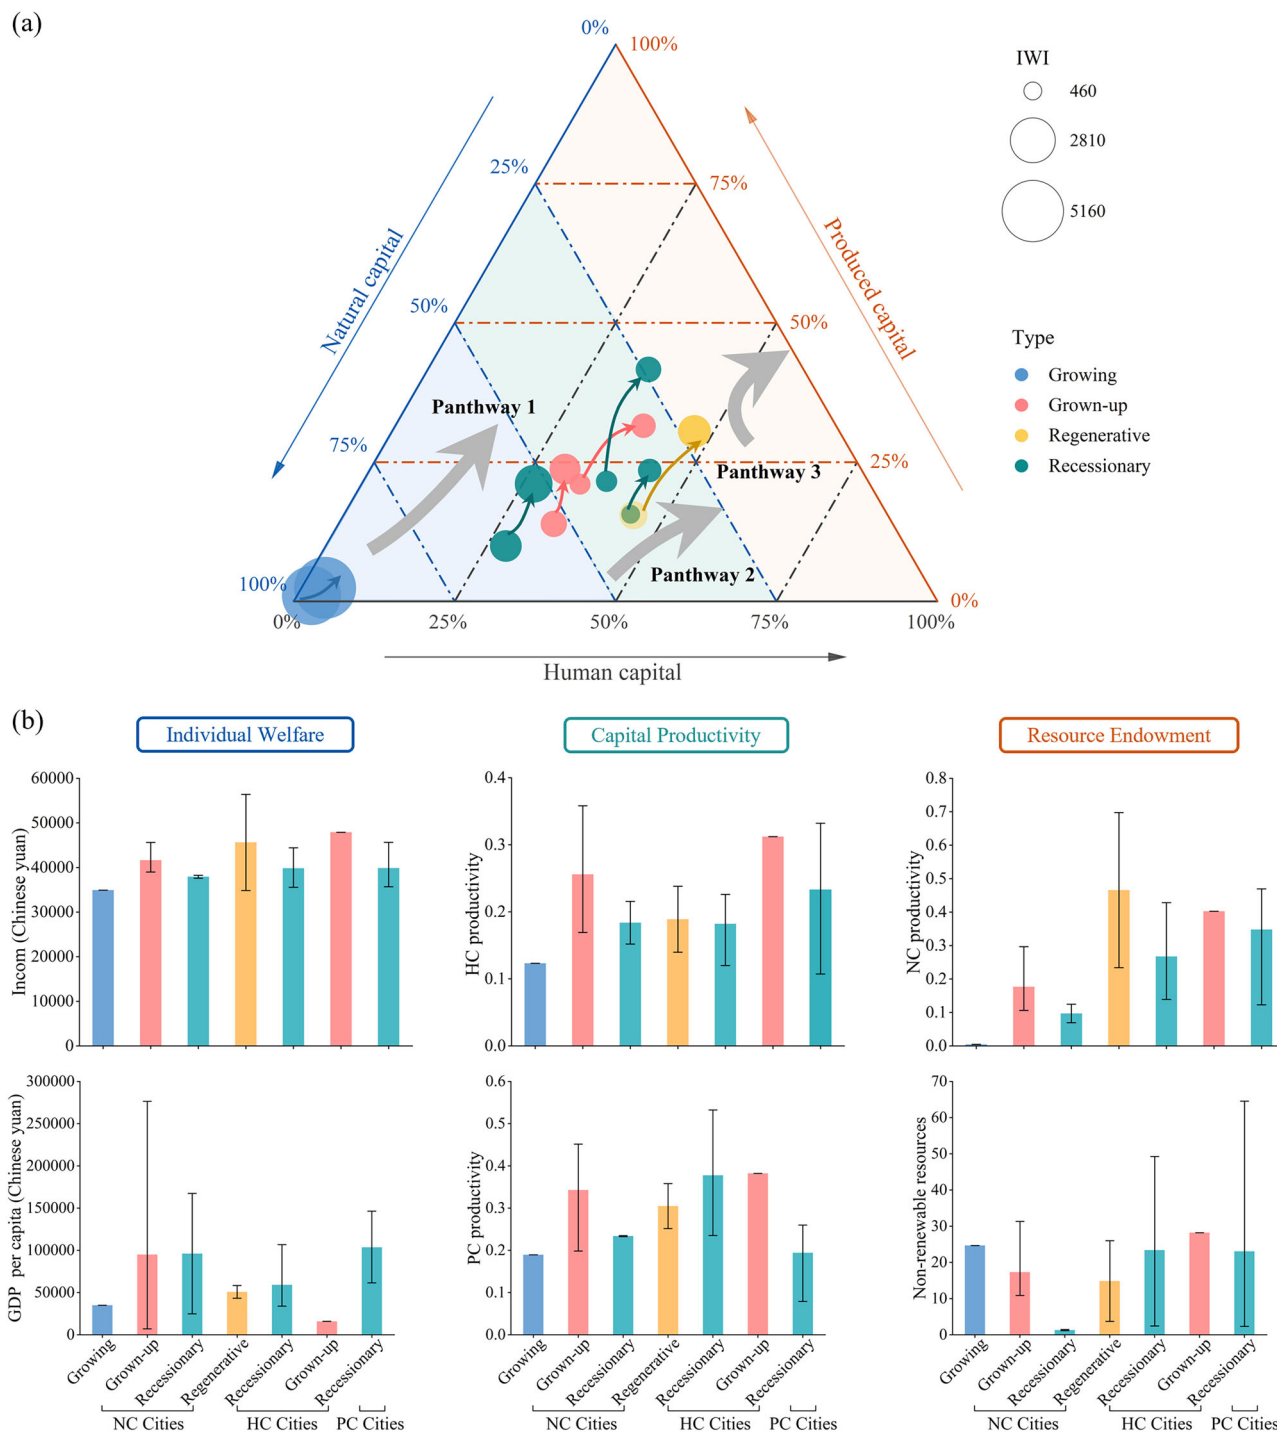 (a)
0%
100%
IWI
460
2810
5160
25%
75%
Natural capital
Produced capital
50%
50%
Type
Growing
Grown-up
Regenerative
Recessionary
Panthway 1
75%
25%
Panthway 3
Panthway 2
100%
0%
0%
25%
50%
75%
100%
Human capital
(b)
Individual Welfare
Capital Productivity
Resource Endowment
60000
50000
40000
30000
20000
10000
0
Incom (Chinese yuan)
0.4
0.3
0.2
0.1
0.0
HC productivity
0.8
0.7
0.6
0.5
0.4
0.3
0.2
0.1
0.0
NC productivity
300000
250000
200000
150000
100000
50000
0
GDP per capita (Chinese yuan)
Growing
Grown-up
Recessionary
Regenerative
Recessionary
Grown-up
Recessionary
NC Cities
HC Cities
PC Cities
0.6
0.5
0.4
0.3
0.2
0.1
0.0
PC productivity
Growing
Grown-up
Recessionary
Regenerative
Recessionary
Grown-up
Recessionary
NC Cities
HC Cities
PC Cities
70
60
50
40
30
20
10
0
Non-renewable resources
Growing
Grown-up
Recessionary
Regenerative
Recessionary
Grown-up
Recessionary
NC Cities
HC Cities
PC Cities